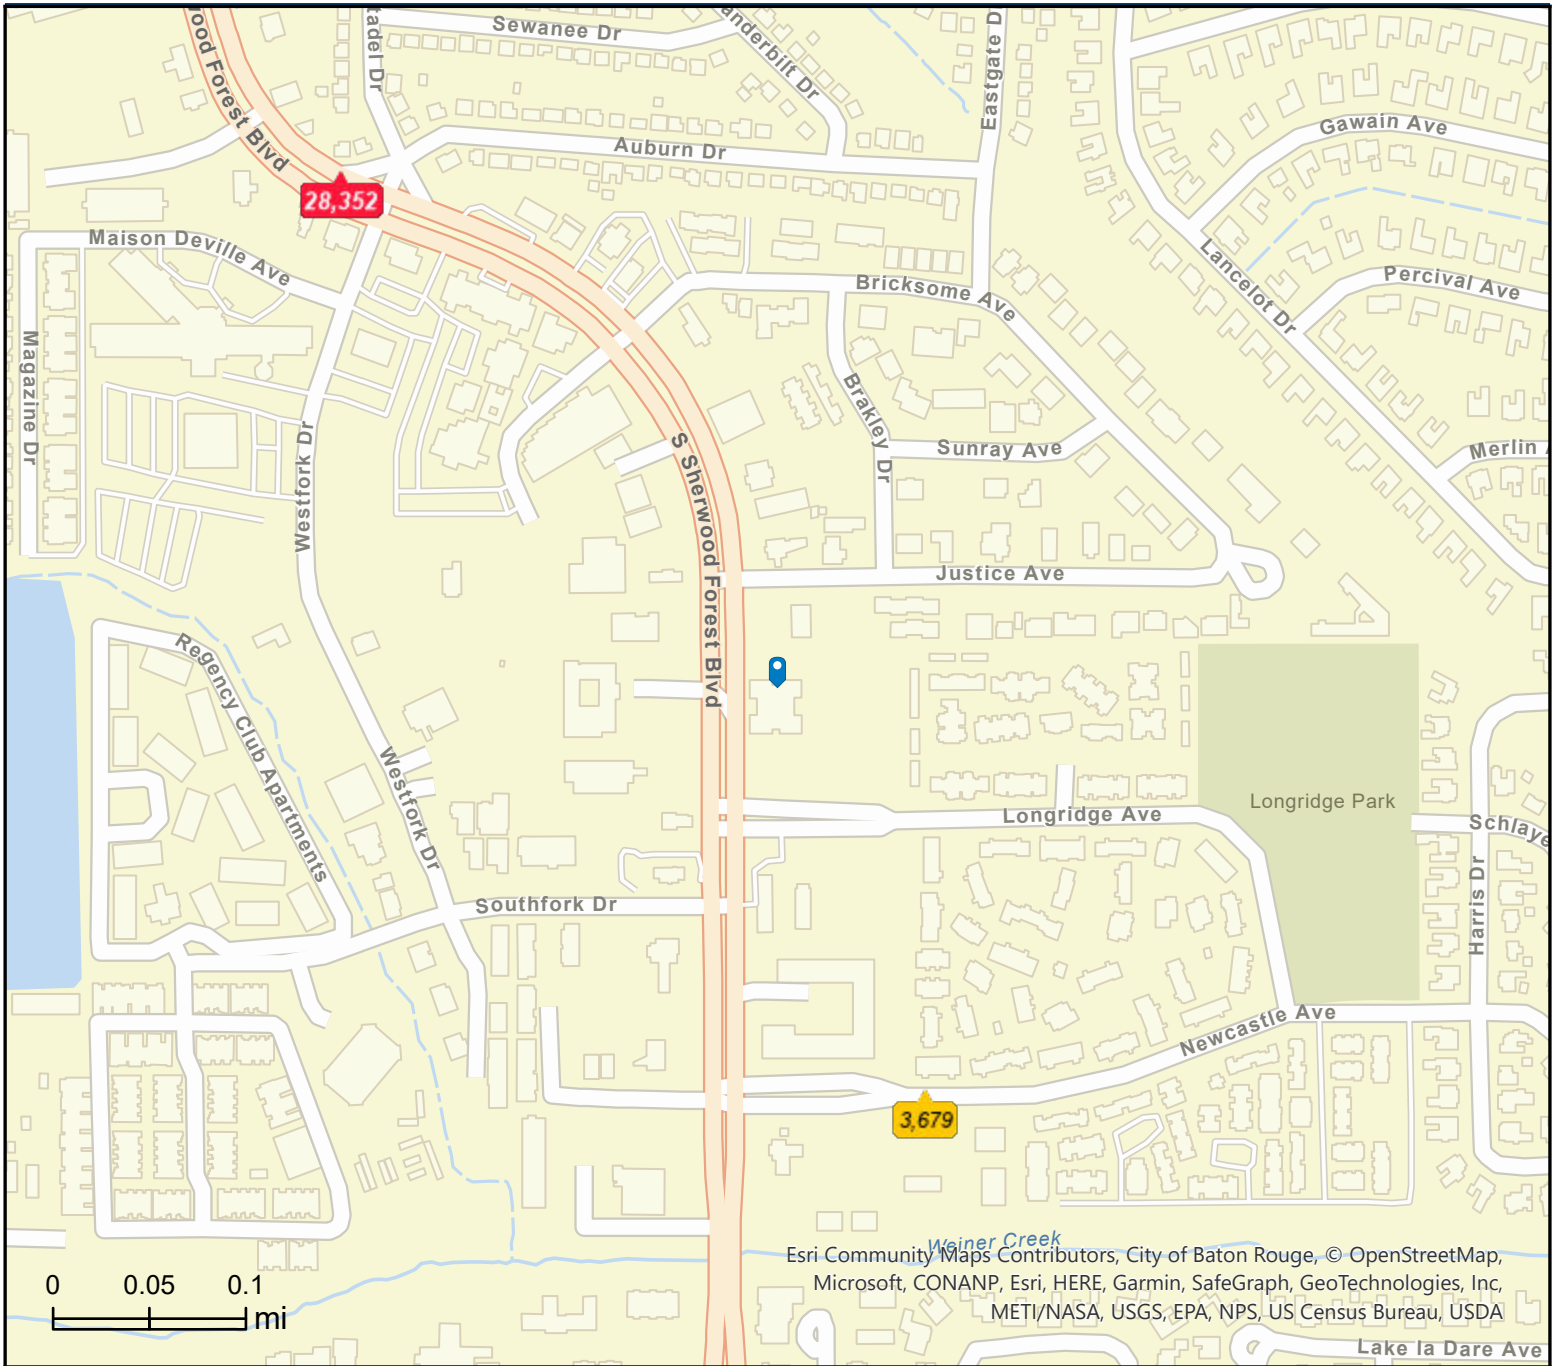 Sewanee Dr
Eastgate D
Auburn Dr
Gawain Ave
28,352
Maison Deville Ave
Bricksome Ave
Lancelot Dr
Percival Ave
Magazine Dr
Westfork Dr
Brakley Dr
Sunray Ave
Merlin
S Sherwood Forest Blvd
Justice Ave
Regency Club Apartments
Westfork Dr
Longridge Park
Longridge Ave
Schlaye
Harris Dr
Southfork Dr
Newcastle Ave
3,679
Weiner Creek
Esri Community Maps Contributors, City of Baton Rouge, © OpenStreetMap,
Microsoft, CONANP, Esri, HERE, Garmin, SafeGraph, GeoTechnologies, Inc,
METI/NASA, USGS, EPA, NPS, US Census Bureau, USDA
0 0.05 0.1
mi
Lake la Dare Ave
ood Forest Blvd
tadel Dr
anderbilt Dr